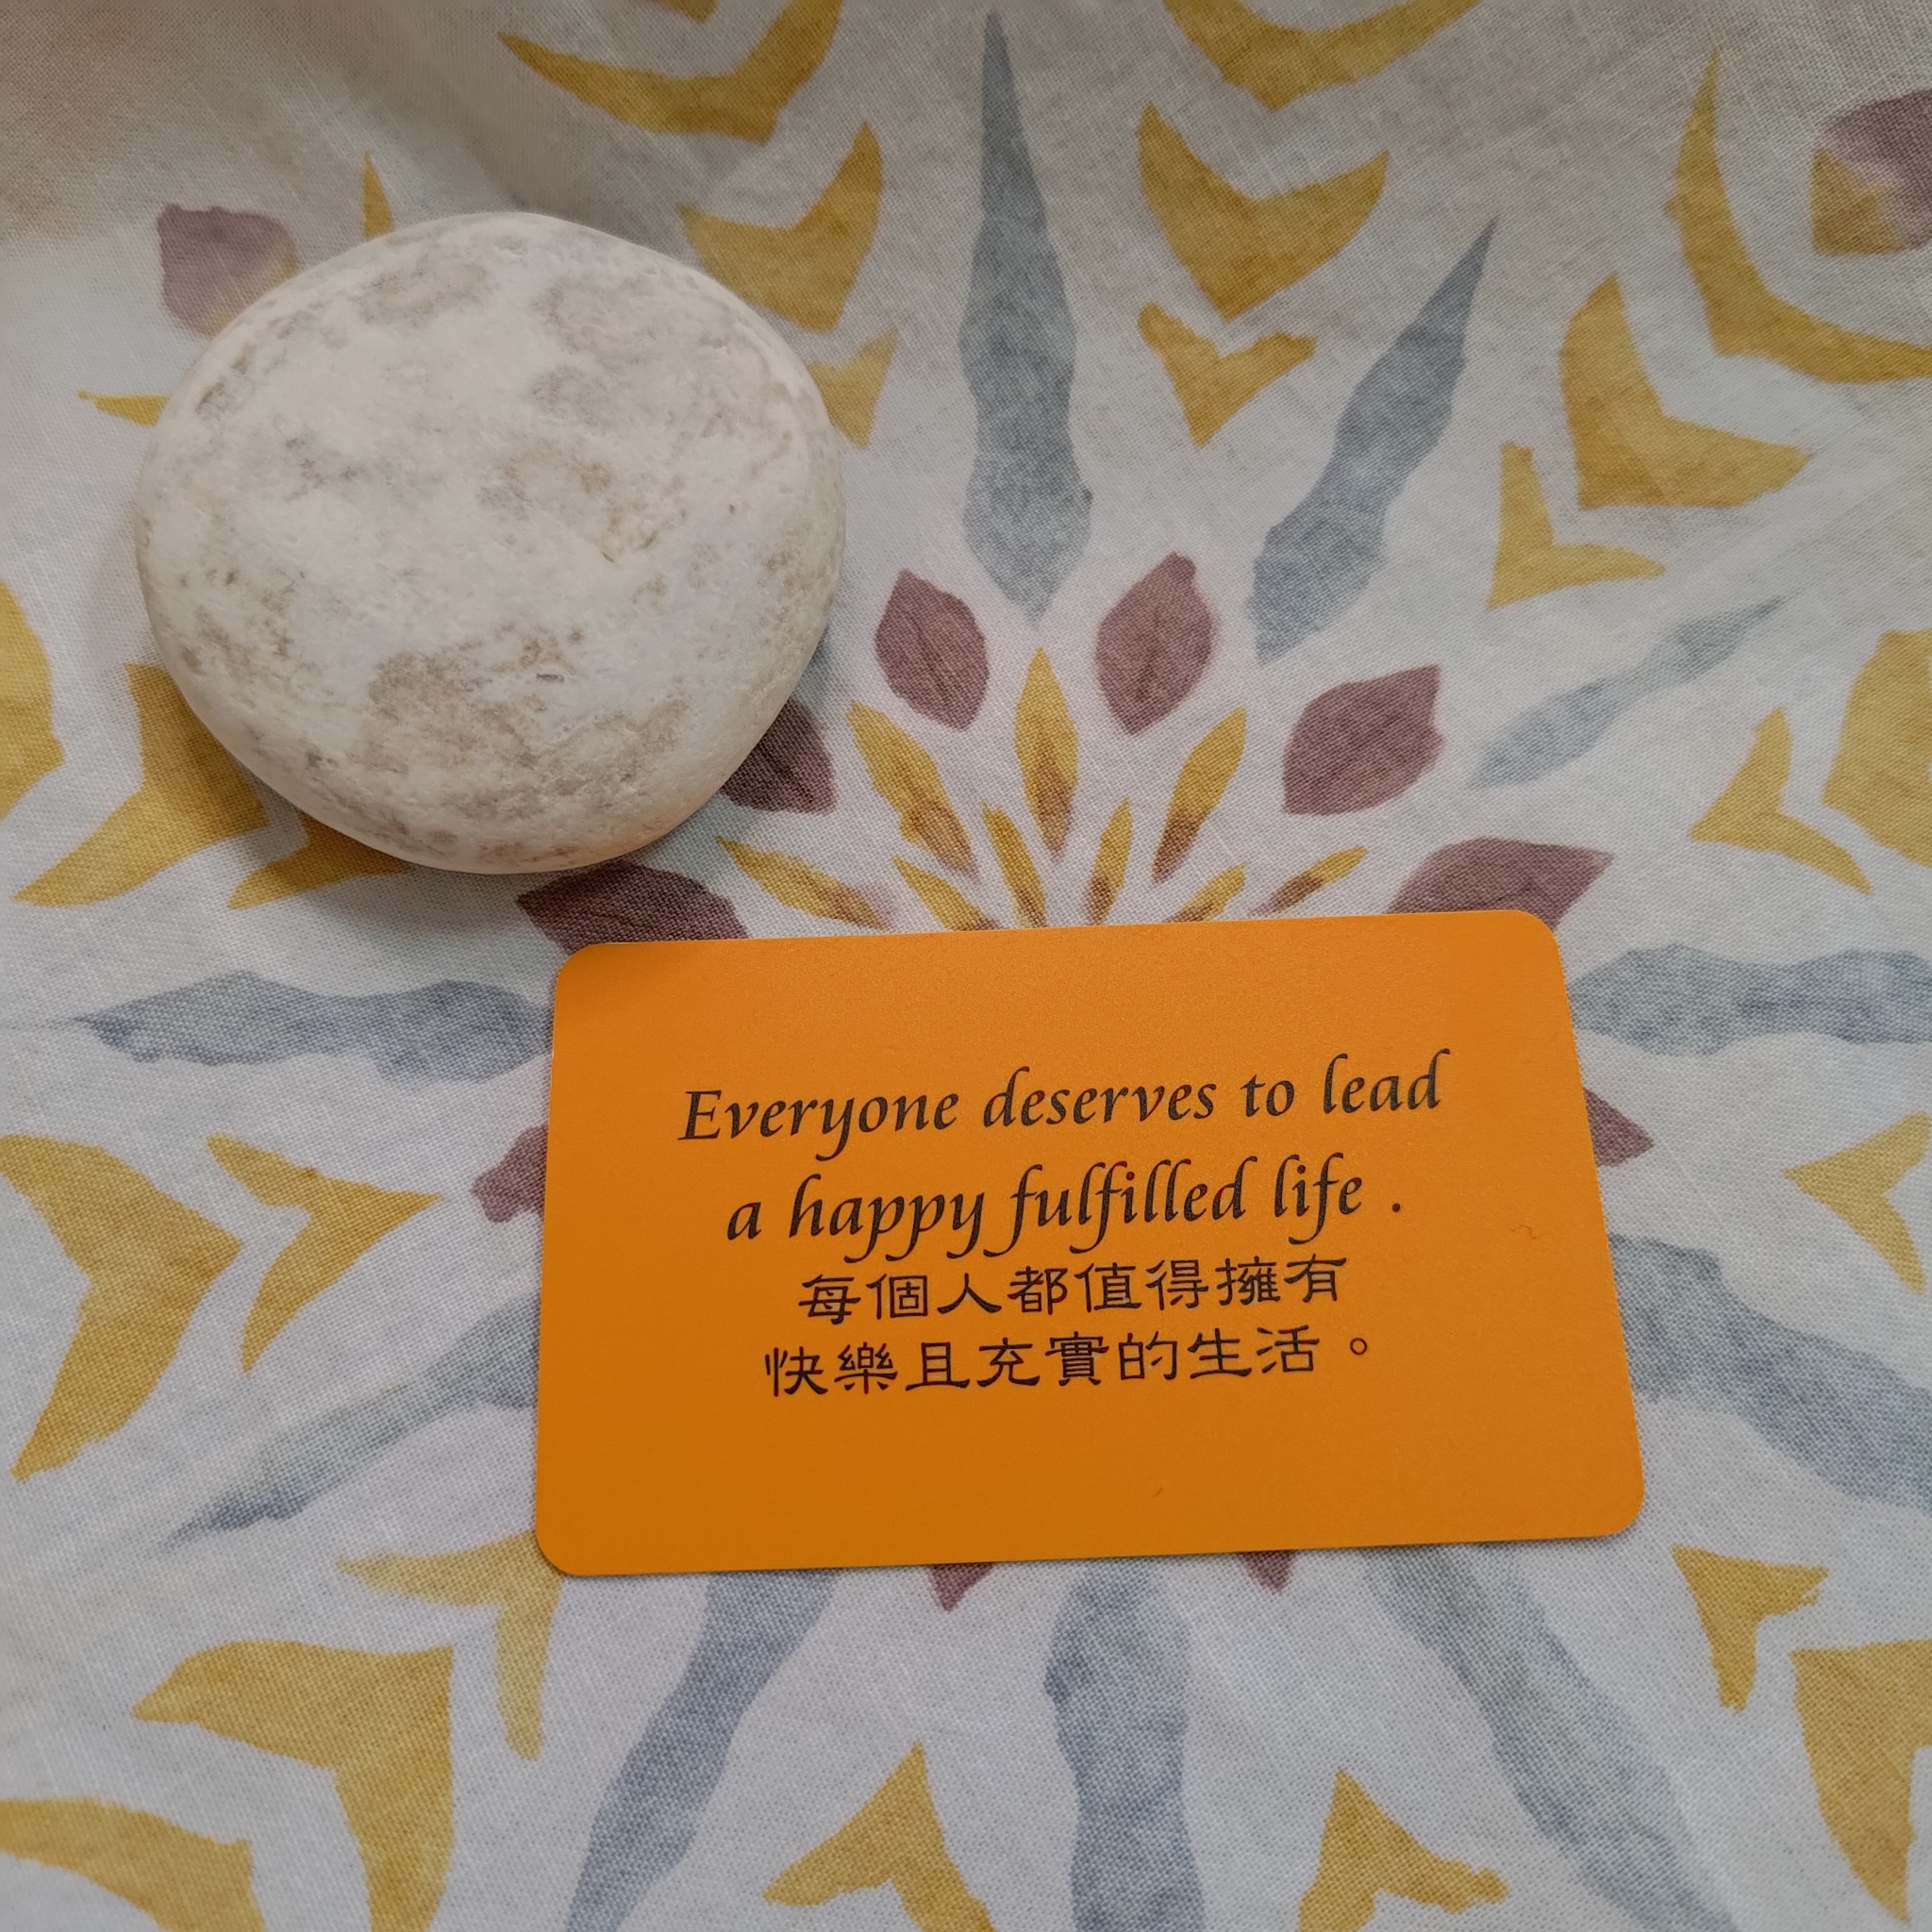 Everyone deserves to lead
a happy fulfilled life .
每個人都值得擁有
快樂且充實的生活。